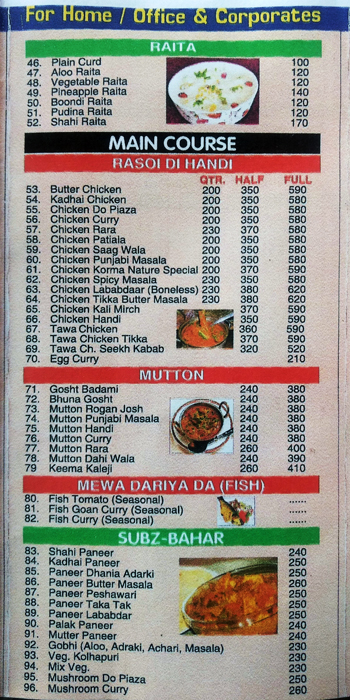 For Home / Office & Corporates
RAITA
46. Plain Curd 100
47. Aloo Raita 120
48. Vegetable Raita 120
49. Pineapple Raita 140
50. Boondi Raita 120
51. Pudina Raita 120
52. Shahi Raita 170
MAIN COURSE
RASOI DI HANDI
QTR. HALF FULL
53. Butter Chicken 200 350 590
54. Kadhai Chicken 200 350 580
55. Chicken Do Piaza 200 350 580
56. Chicken Curry 200 350 580
57. Chicken Rara 230 370 580
58. Chicken Patiala 200 350 580
59. Chicken Saag Wala 200 350 580
60. Chicken Punjabi Masala 200 350 580
61. Chicken Korma Nature Special 200 370 590
62. Chicken Spicy Masala 230 350 580
63. Chicken Lababdaar (Boneless) 230 380 620
64. Chicken Tikka Butter Masala 230 380 620
65. Chicken Kali Mirch 370 590
66. Chicken Handi 350 590
67. Tawa Chicken 360 590
68. Tawa Chicken Tikka 370 590
69. Tawa Ch. Seekh Kabab 320 520
70. Egg Curry 210
MUTTON
71. Gosht Badami 240 380
72. Bhuna Gosht 240 380
73. Mutton Rogan Josh 240 380
74. Mutton Punjabi Masala 240 380
75. Mutton Handi 240 380
76. Mutton Curry 240 380
77. Mutton Rara 260 400
78. Mutton Dahi Wala 240 390
79 Keema Kaleji 260 410
MEWA DARIYA DA (FISH)
80. Fish Tomato (Seasonal) ......
81. Fish Goan Curry (Seasonal) ......
82. Fish Curry (Seasonal) ......
SUBZ-BAHAR
83. Shahi Paneer 240
84. Kadhai Paneer 250
85. Paneer Dhania Adarki 250
86. Paneer Butter Masala 260
87. Paneer Peshawari 250
88. Paneer Taka Tak 250
89. Paneer Lababdar 250
90. Palak Paneer 240
91. Mutter Paneer 240
92. Gobhi (Aloo, Adraki, Achari, Masala) 230
93. Veg. Kolhapuri 230
94. Mix Veg. 230
95. Mushroom Do Piaza 250
95. Mushroom Curry 260